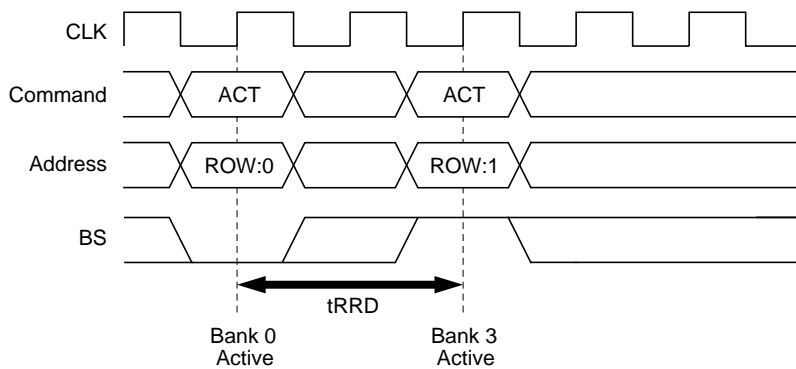 CLK
Command
ACT
ACT
Address
ROW:0
ROW:1
BS
tRRD
Bank 0
Active
Bank 3
Active